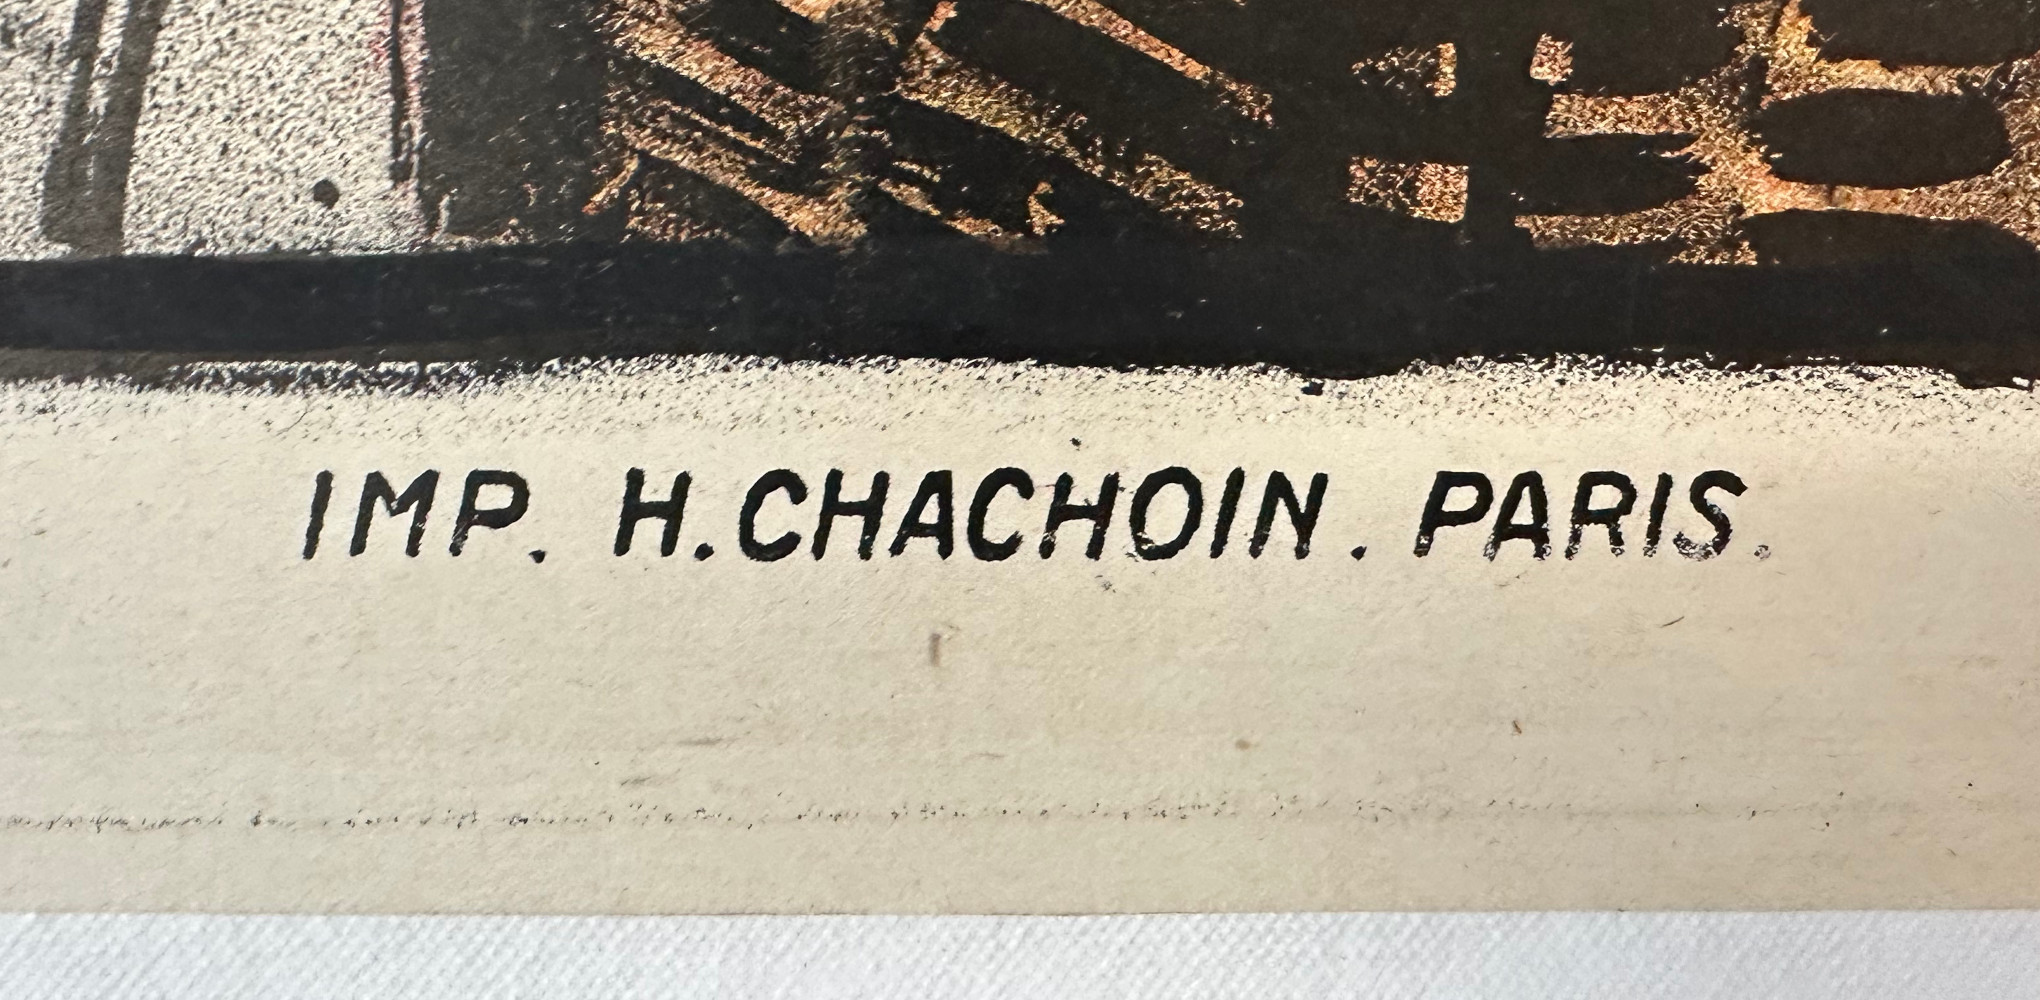 IMP. H.CHACHOIN. PARIS.